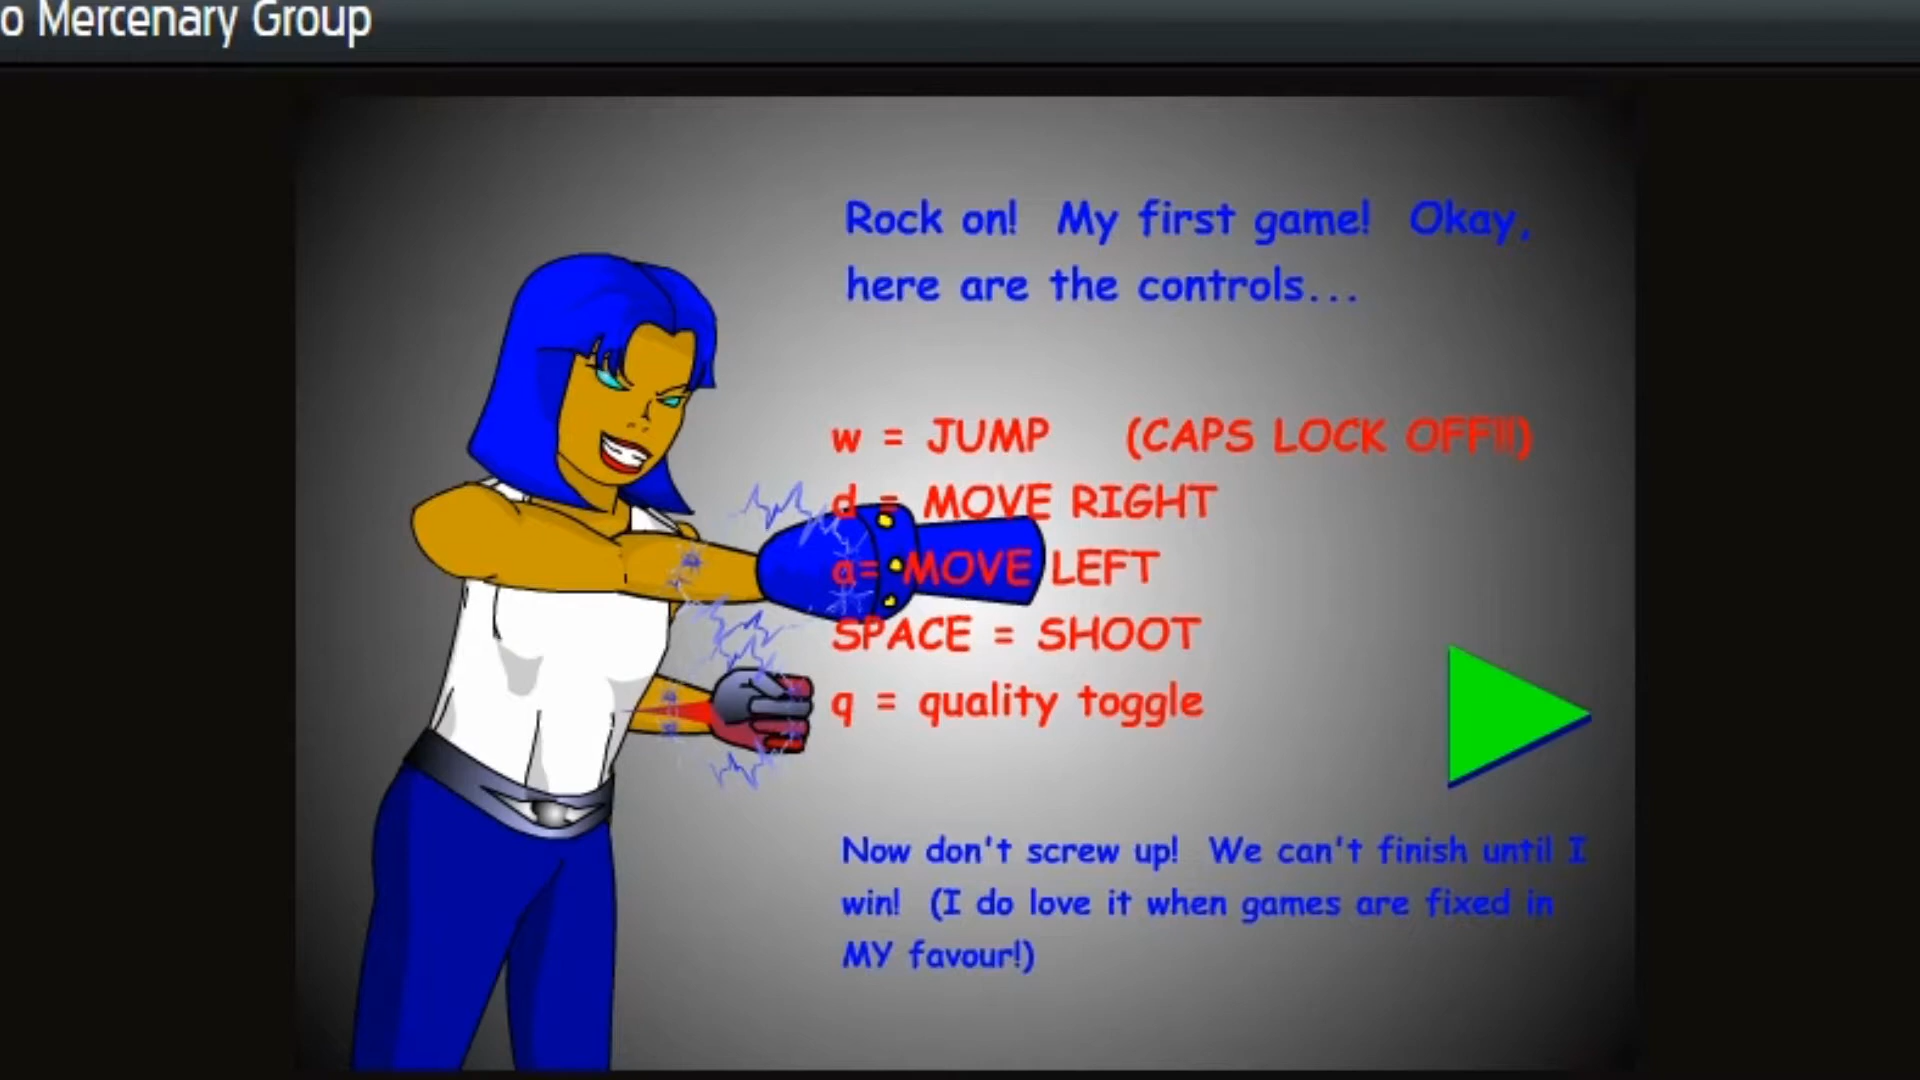 o Mercenary Group
Rock on! My first game! Okay,
here are the controls...
w = JUMP (CAPS LOCK OFF!!!)
d = MOVE RIGHT
a= MOVE LEFT
SPACE = SHOOT
q = quality toggle
Now don't screw up! We can't finish until I
win! (I do love it when games are fixed in
MY favour!)